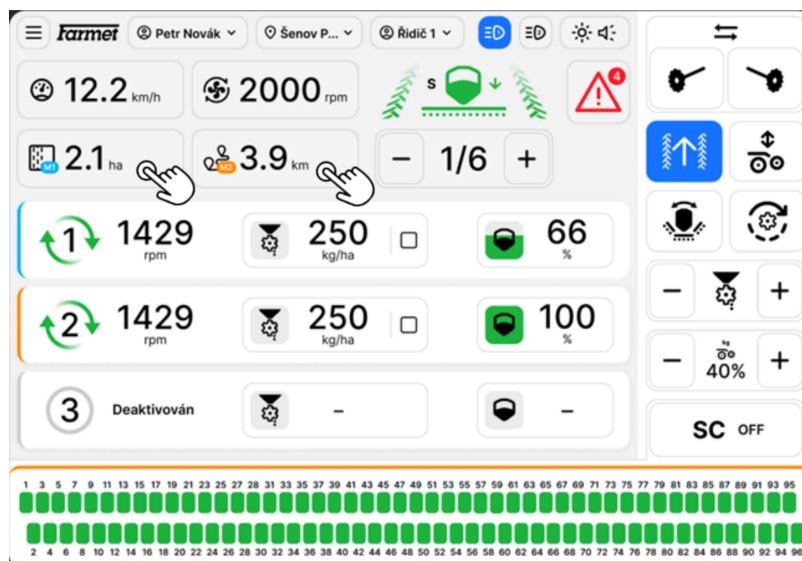 Farmet Petr Novák Šenov P... Řidič 1
12.2 km/h 2000 rpm S 4
M1 2.1 ha M2 3.9 km − 1/6 +
1 1429 rpm 250 kg/ha 66 %
2 1429 rpm 250 kg/ha 100 %
3 Deaktivován – –
− +
− kg 40% +
SC OFF
1 3 5 7 9 11 13 15 17 19 21 23 25 27 28 31 33 35 37 39 41 43 45 47 49 51 53 55 57 59 61 63 65 67 69 71 73 75 77 79 81 83 85 87 89 91 93 95
2 4 6 8 10 12 14 16 18 20 22 24 26 28 30 32 34 36 38 40 42 44 46 48 50 52 54 56 58 60 62 64 66 68 70 72 74 76 78 80 82 84 86 88 90 92 94 96